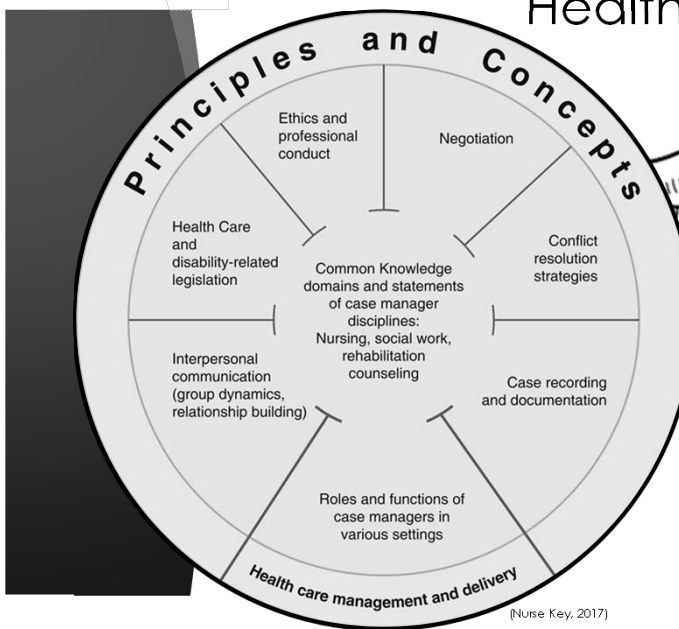 Health
Principles and Concepts
Ethics and
professional
conduct
Negotiation
Health Care
and
disability-related
legislation
Conflict
resolution
strategies
Common Knowledge
domains and statements
of case manager
disciplines:
Nursing, social work,
rehabilitation
counseling
Interpersonal
communication
(group dynamics,
relationship building)
Case recording
and documentation
Roles and functions of
case managers in
various settings
Health care management and delivery
(Nurse Key, 2017)